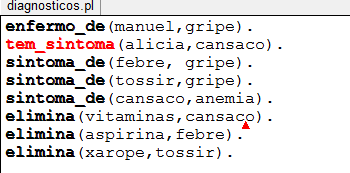 diagnosticos.pl
enfermo_de(manuel,gripe).
tem_sintoma(alicia,cansaco).
sintoma_de(febre, gripe).
sintoma_de(tossir,gripe).
sintoma_de(cansaco,anemia).
elimina(vitaminas,cansaco).
elimina(aspirina,febre).
elimina(xarope,tossir).